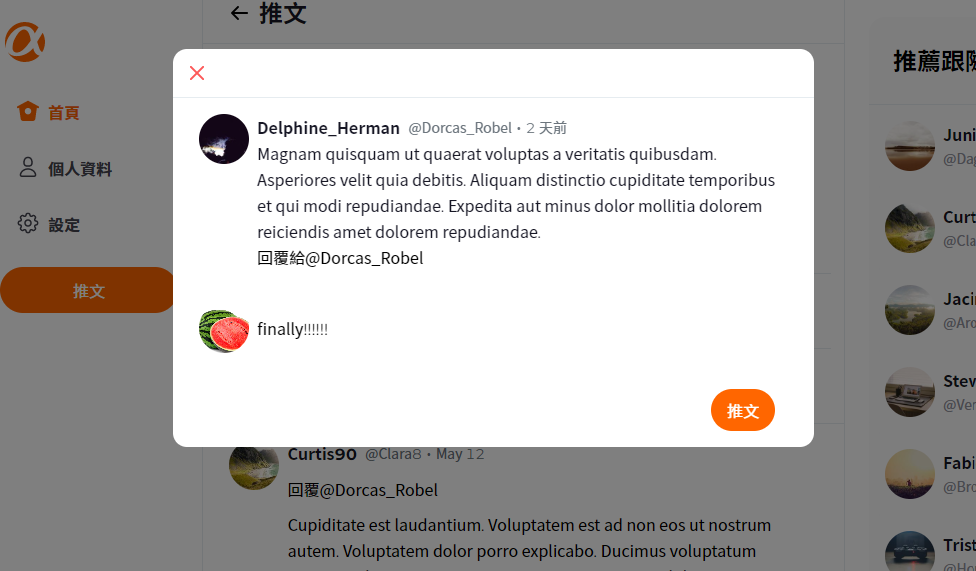 推文
首頁
個人資料
設定
推文
Delphine_Herman @Dorcas_Robel・2 天前
Magnam quisquam ut quaerat voluptas a veritatis quibusdam.
Asperiores velit quia debitis. Aliquam distinctio cupiditate temporibus
et qui modi repudiandae. Expedita aut minus dolor mollitia dolorem
reiciendis amet dolorem repudiandae.
回覆給@Dorcas_Robel
finally!!!!!!
推文
Curtis90 @Clara8・May 12
回覆@Dorcas_Robel
Cupiditate est laudantium. Voluptatem est ad non eos ut nostrum
autem. Voluptatem dolor porro explicabo. Ducimus voluptatum
推薦跟
Juni
@Dag
Curt
@Cla
Jacin
@Aro
Stev
@Ver
Fabi
@Bro
Trist